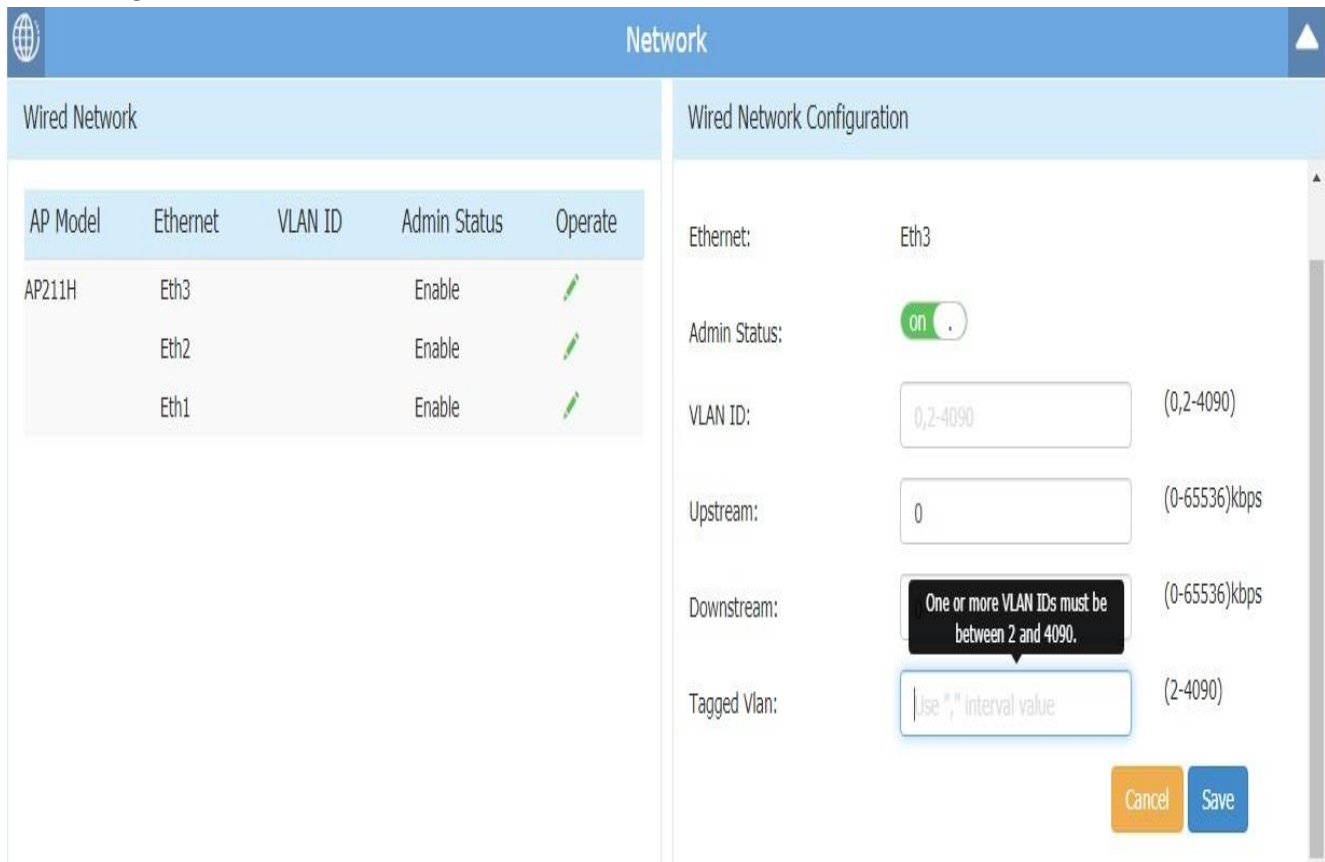 Network
Wired Network
AP Model Ethernet VLAN ID Admin Status Operate
AP211H Eth3 Enable
Eth2 Enable
Eth1 Enable
Wired Network Configuration
Ethernet: Eth3
Admin Status: on .
VLAN ID: 0,2-4090 (0,2-4090)
Upstream: 0 (0-65536)kbps
One or more VLAN IDs must be
between 2 and 4090.
Downstream: (0-65536)kbps
Tagged Vlan: Use "," interval value (2-4090)
Cancel Save